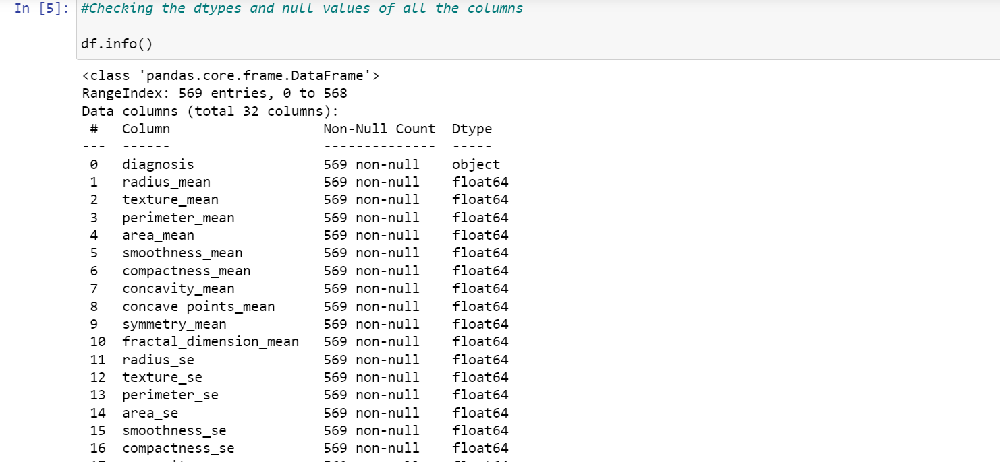 In [5]: #Checking the dtypes and null values of all the columns
df.info()
<class 'pandas.core.frame.DataFrame'>
RangeIndex: 569 entries, 0 to 568
Data columns (total 32 columns):
 #   Column                  Non-Null Count  Dtype
---  ------                  --------------  -----
 0   diagnosis               569 non-null    object
 1   radius_mean             569 non-null    float64
 2   texture_mean            569 non-null    float64
 3   perimeter_mean          569 non-null    float64
 4   area_mean               569 non-null    float64
 5   smoothness_mean         569 non-null    float64
 6   compactness_mean        569 non-null    float64
 7   concavity_mean          569 non-null    float64
 8   concave points_mean     569 non-null    float64
 9   symmetry_mean           569 non-null    float64
 10  fractal_dimension_mean  569 non-null    float64
 11  radius_se               569 non-null    float64
 12  texture_se              569 non-null    float64
 13  perimeter_se            569 non-null    float64
 14  area_se                 569 non-null    float64
 15  smoothness_se           569 non-null    float64
 16  compactness_se          569 non-null    float64